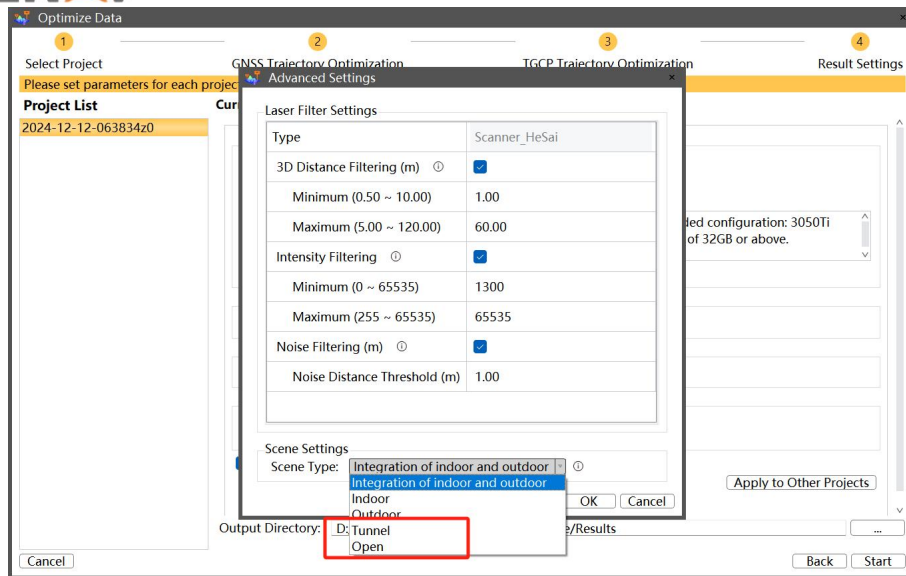 Optimize Data
1
2
3
4
Select Project
GNSS Trajectory Optimization
TGCP Trajectory Optimization
Result Settings
Please set parameters for each projec
Project List
Cur
2024-12-12-063834z0
Advanced Settings
Laser Filter Settings
Type Scanner_HeSai
3D Distance Filtering (m)
Minimum (0.50 ~ 10.00) 1.00
Maximum (5.00 ~ 120.00) 60.00
Intensity Filtering
Minimum (0 ~ 65535) 1300
Maximum (255 ~ 65535) 65535
Noise Filtering (m)
Noise Distance Threshold (m) 1.00
ded configuration: 3050Ti
of 32GB or above.
Scene Settings
Scene Type: Integration of indoor and outdoor
Integration of indoor and outdoor
Indoor
Outdoor
Tunnel
Open
OK Cancel
Apply to Other Projects
Output Directory: D: e/Results ...
Cancel
Back Start